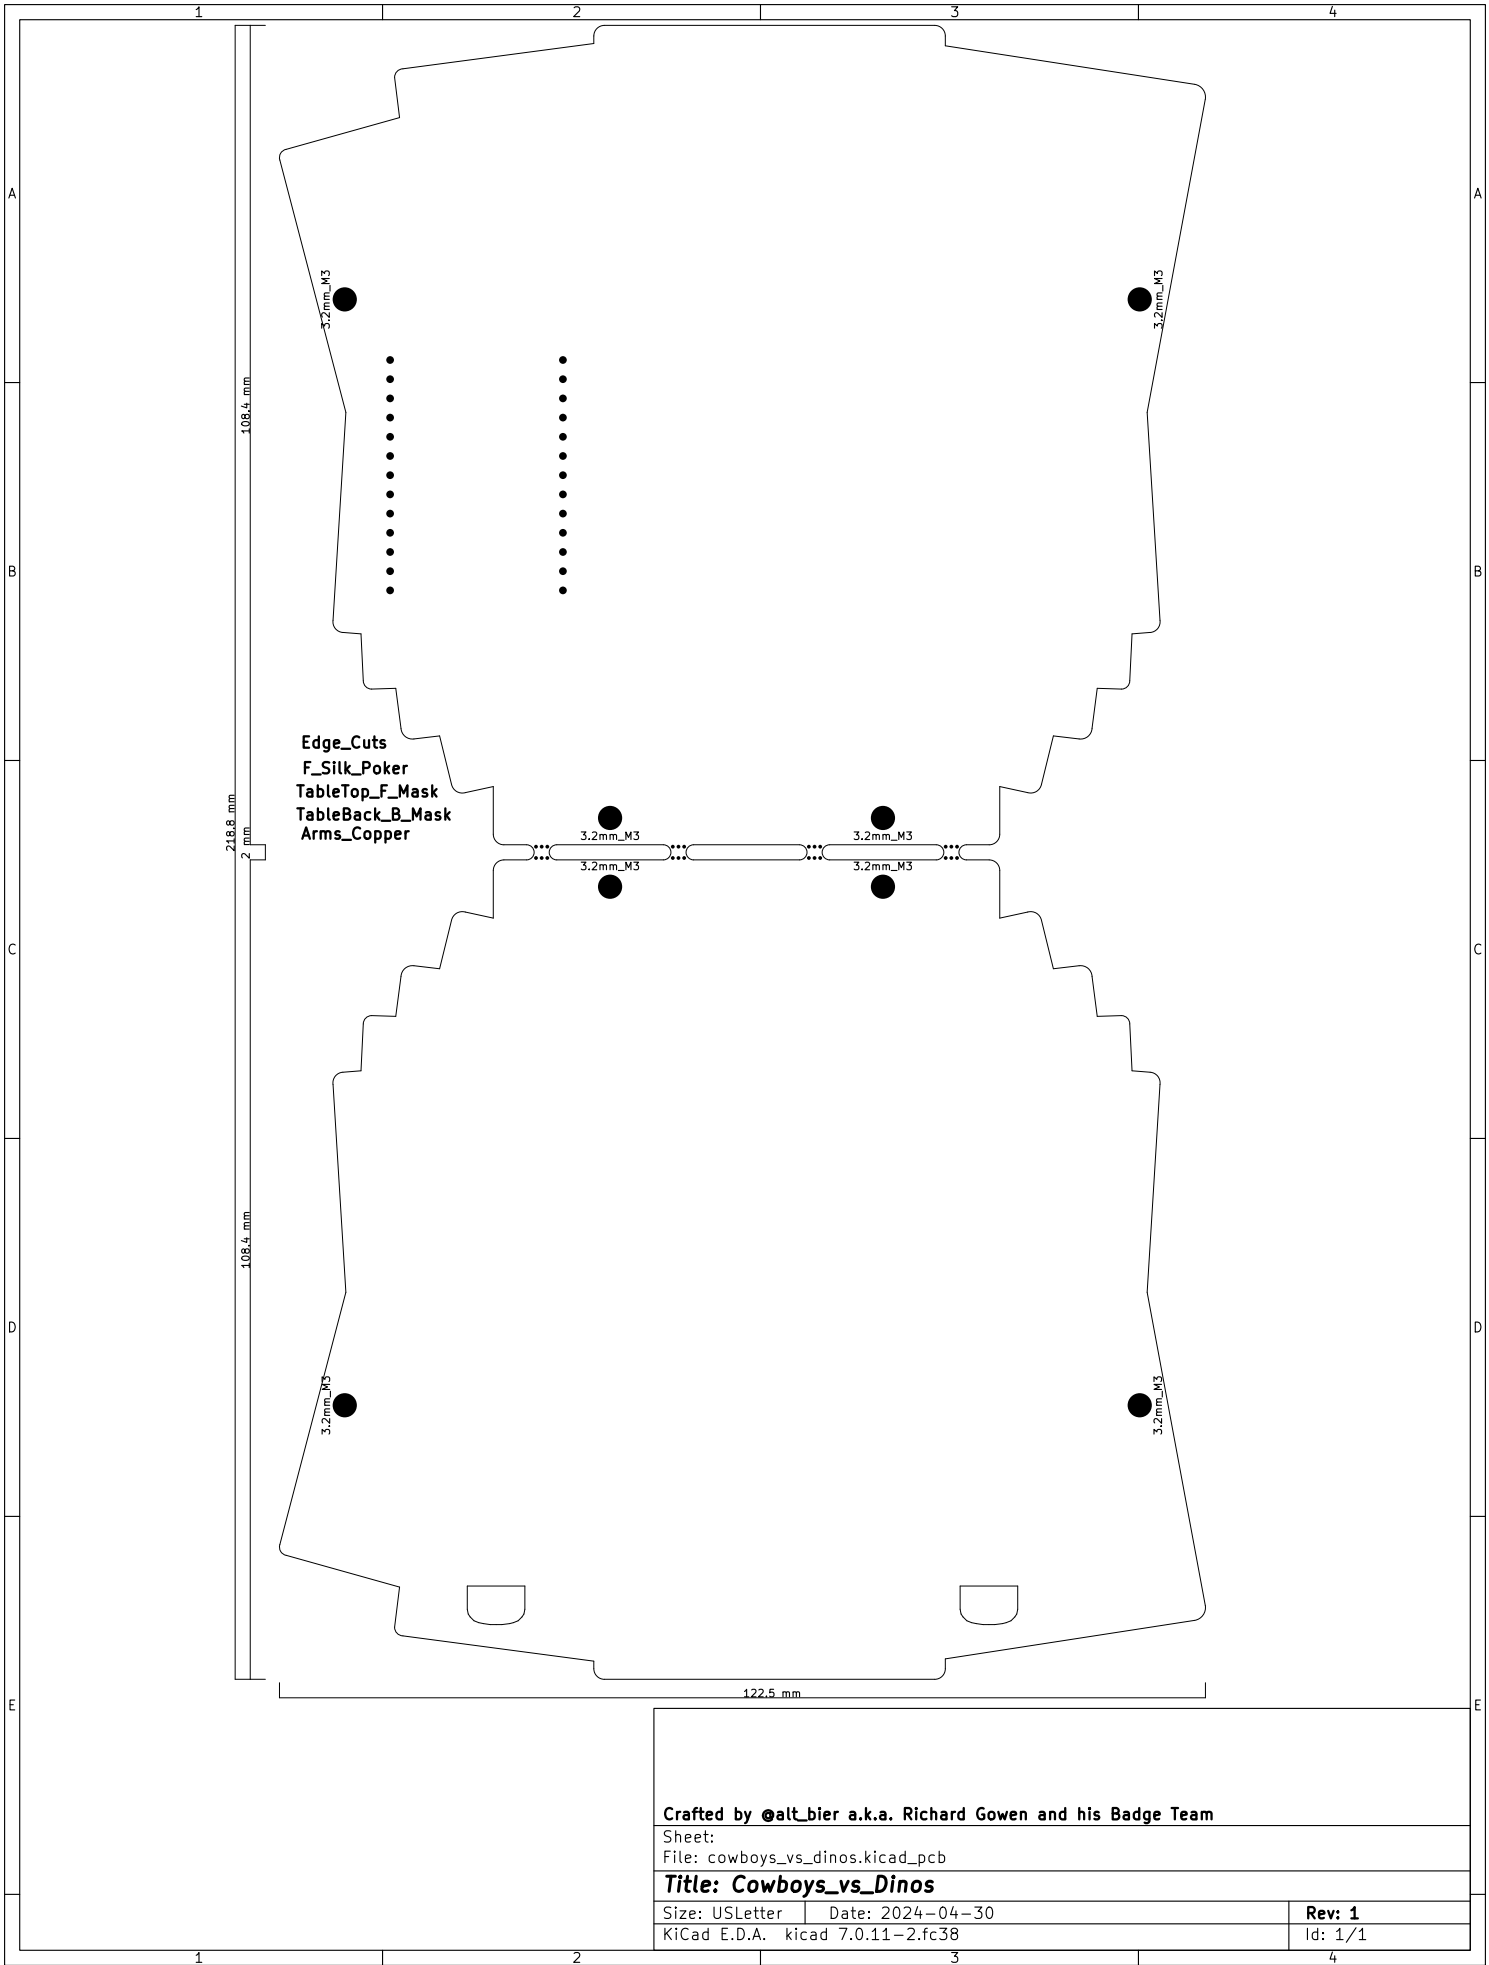 1 2 3 4
A A
3.2mm_M3 3.2mm_M3
108.4 mm
B B
Edge_Cuts
F_Silk_Poker
TableTop_F_Mask
TableBack_B_Mask
Arms_Copper
218.8 mm
2 mm
3.2mm_M3 3.2mm_M3
3.2mm_M3 3.2mm_M3
C C
108.4 mm
D D
3.2mm_M3 3.2mm_M3
122.5 mm
E E
Crafted by @alt_bier a.k.a. Richard Gowen and his Badge Team
Sheet:
File: cowboys_vs_dinos.kicad_pcb
Title: Cowboys_vs_Dinos
Size: USLetter Date: 2024-04-30 Rev: 1
KiCad E.D.A. kicad 7.0.11-2.fc38 Id: 1/1
1 2 3 4